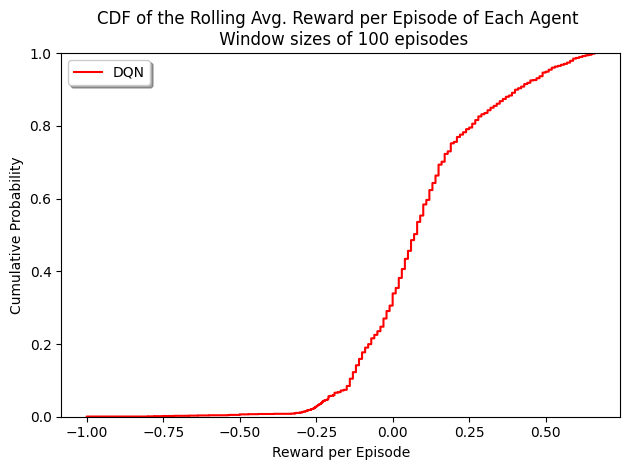 CDF of the Rolling Avg. Reward per Episode of Each Agent
Window sizes of 100 episodes
DQN
Cumulative Probability
1.0
0.8
0.6
0.4
0.2
0.0
−1.00 −0.75 −0.50 −0.25 0.00 0.25 0.50
Reward per Episode